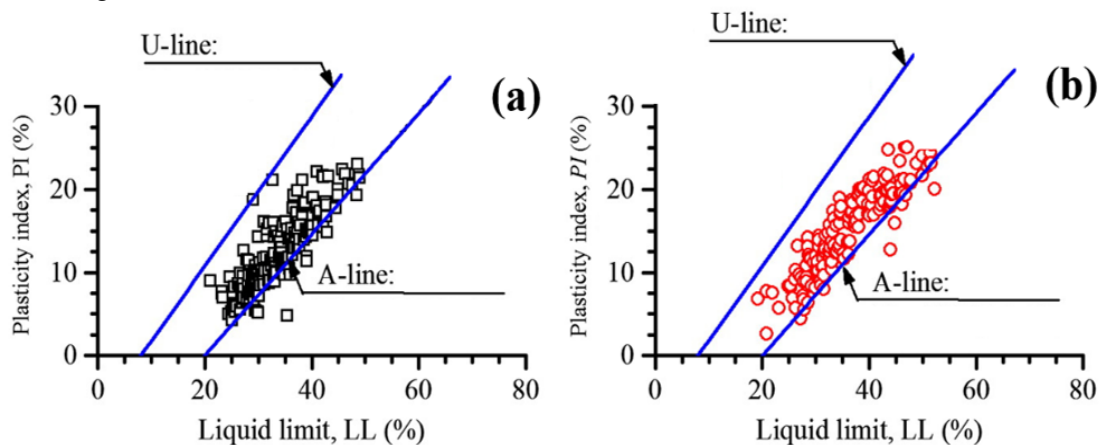 U-line:
(a)
Plasticity index, PI (%)
30
20
10
0
A-line:
0
20
40
60
80
Liquid limit, LL (%)
U-line:
(b)
Plasticity index, PI (%)
30
20
10
0
A-line:
0
20
40
60
80
Liquid limit, LL (%)